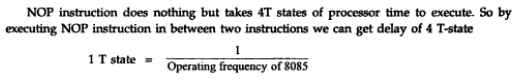 NOP instruction does nothing but takes 4T states of processor time to execute. So by
executing NOP instruction in between two instructions we can get delay of 4 T-state
1 T state = 1 / Operating frequency of 8085